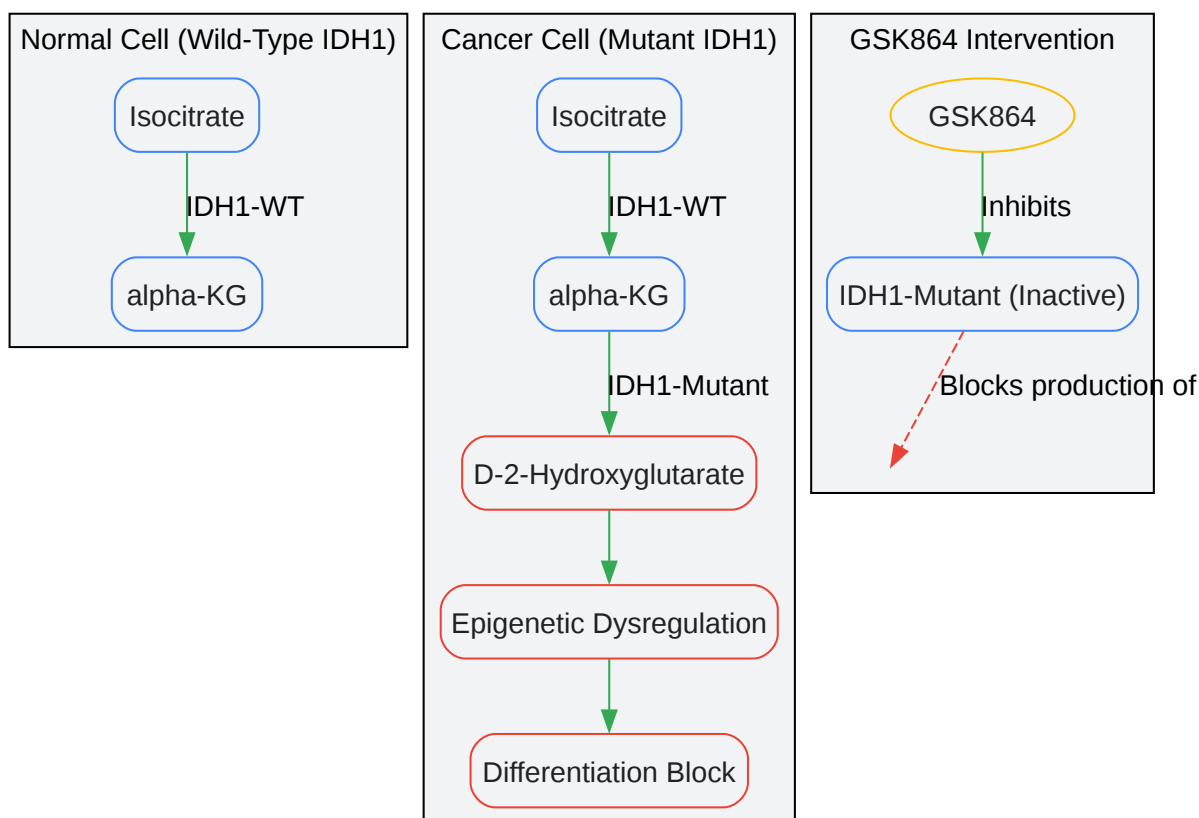 Normal Cell (Wild-Type IDH1)
Isocitrate
IDH1-WT
alpha-KG
Cancer Cell (Mutant IDH1)
Isocitrate
IDH1-WT
alpha-KG
IDH1-Mutant
D-2-Hydroxyglutarate
Epigenetic Dysregulation
Differentiation Block
GSK864 Intervention
GSK864
Inhibits
IDH1-Mutant (Inactive)
Blocks production of